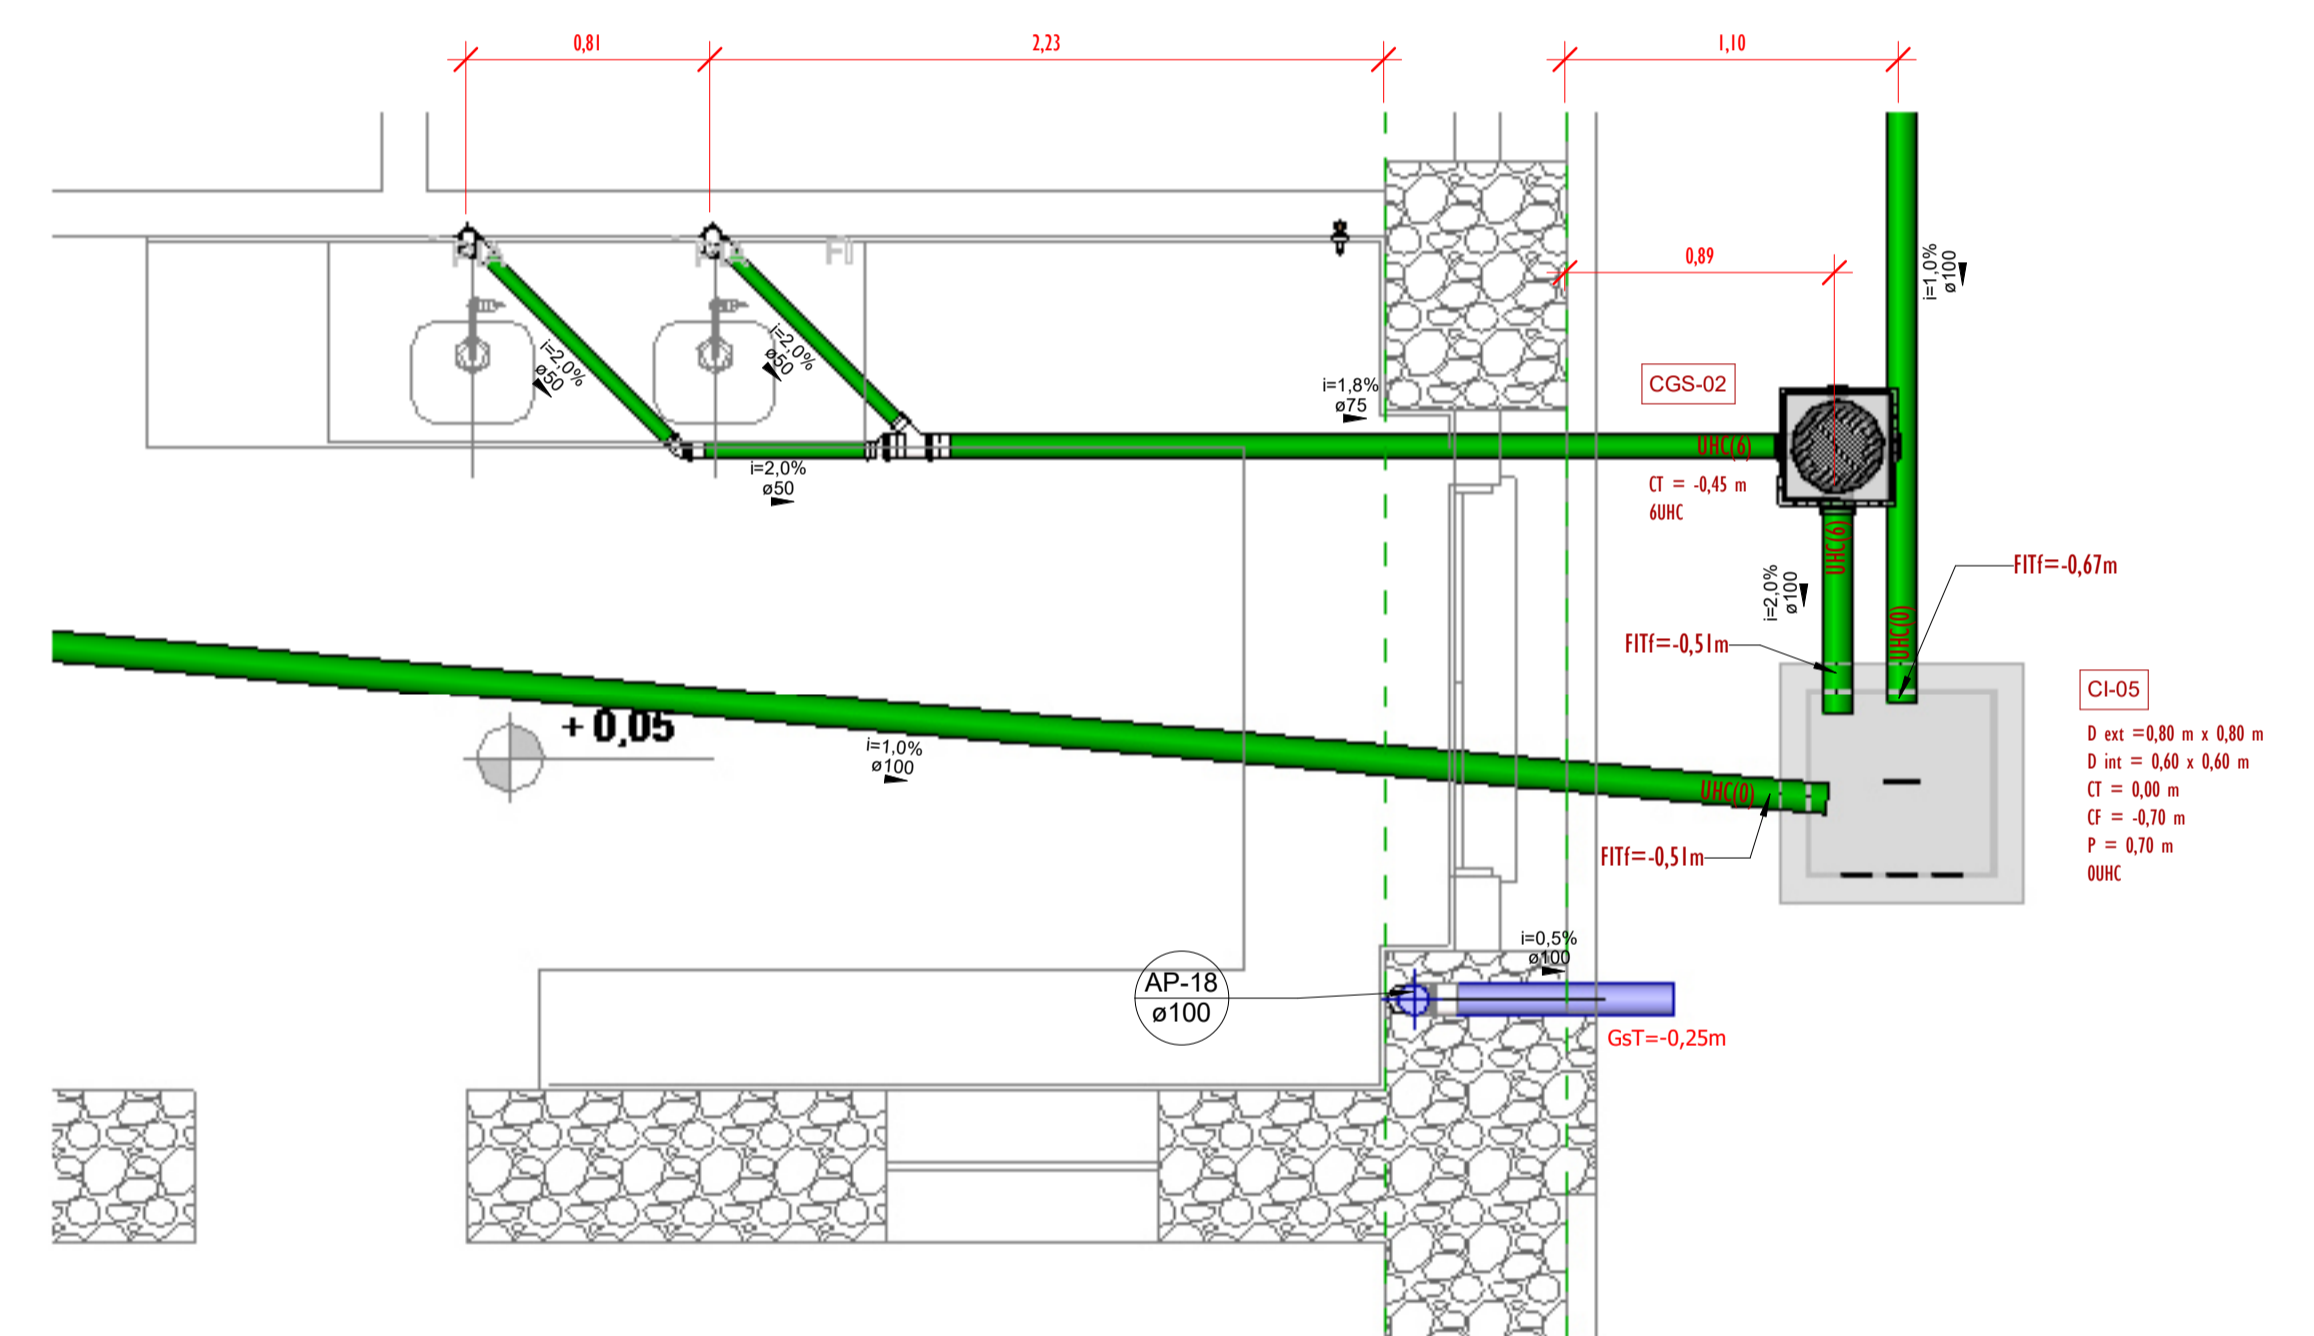 0,81
2,23
1,10
0,89
i=1,0%
ø100
FI
i=2,0%
ø50
i=2,0%
ø50
i=1,8%
ø75
CGS-02
UHC(6)
i=2,0%
ø50
CT = -0,45 m
6UHC
UHC(6)
i=2,0%
ø100
FITf=-0,67m
UHC(0)
FITf=-0,51m
CI-05
D ext =0,80 m x 0,80 m
D int = 0,60 x 0,60 m
CT = 0,00 m
CF = -0,70 m
P = 0,70 m
0UHC
+ 0,05
i=1,0%
ø100
UHC(0)
FITf=-0,51m
i=0,5%
ø100
AP-18
ø100
GsT=-0,25m